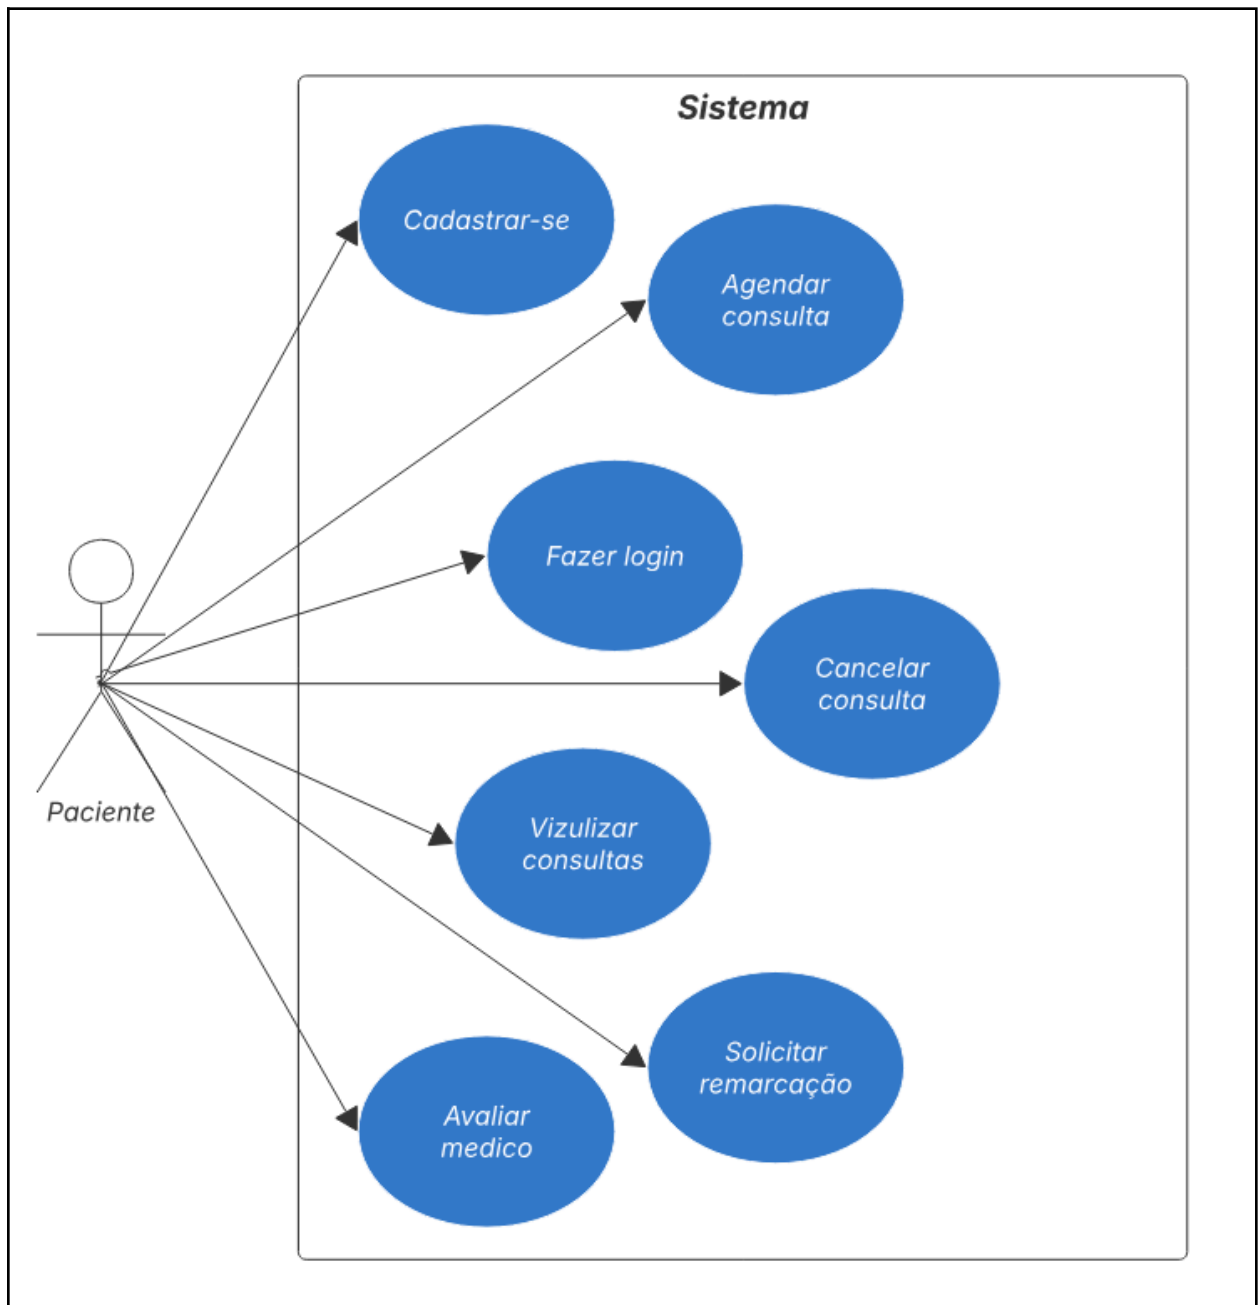 Sistema
Cadastrar-se
Agendar
consulta
Fazer login
Cancelar
consulta
Paciente
Vizulizar
consultas
Solicitar
remarcação
Avaliar
medico